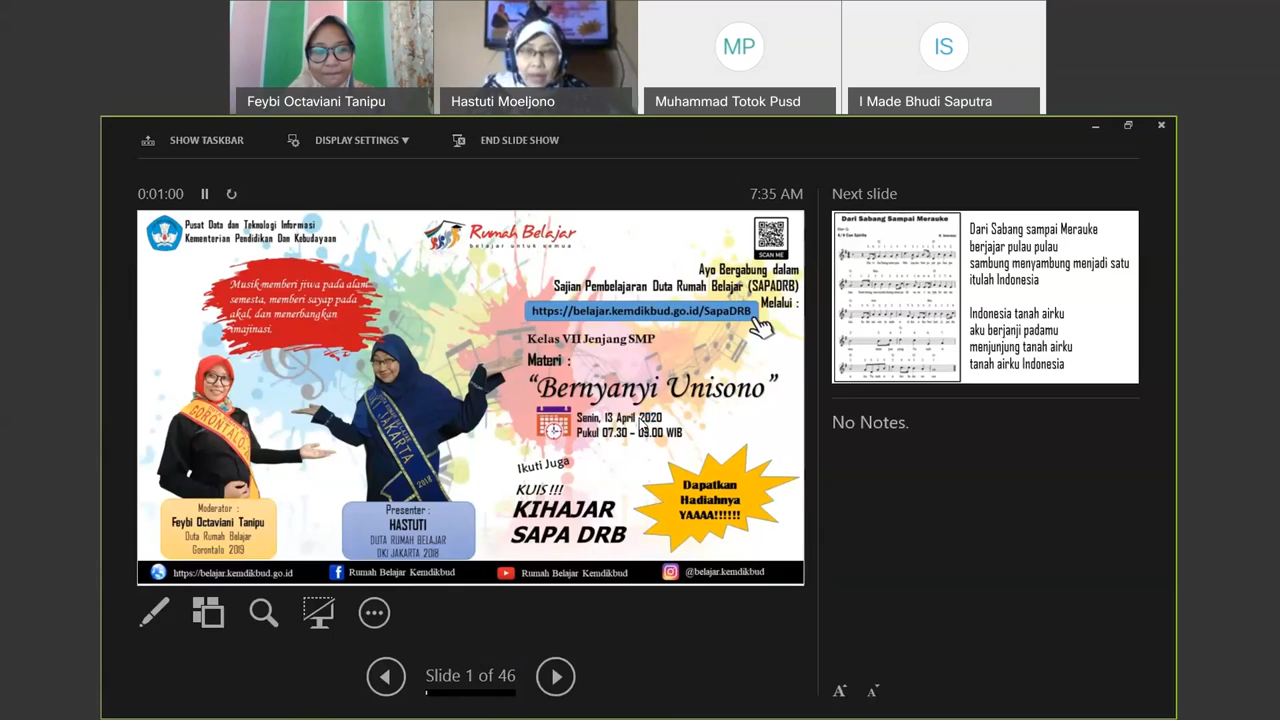 Feybi Octaviani Tanipu
Hastuti Moeljono
MP
Muhammad Totok Pusd
IS
I Made Bhudi Saputra
SHOW TASKBAR
DISPLAY SETTINGS ▼
END SLIDE SHOW
0:01:00
7:35 AM
Pusat Data dan Teknologi Informasi
Kementerian Pendidikan Dan Kebudayaan
Rumah Belajar
belajar untuk semua
SCAN ME
Ayo Bergabung dalam
Sajian Pembelajaran Duta Rumah Belajar (SAPADRB)
Melalui :
https://belajar.kemdikbud.go.id/SapaDRB
Musik memberi jiwa pada alam
semesta, memberi sayap pada
akal, dan menerbangkan
imajinasi.
Kelas VII Jenjang SMP
Materi :
“Bernyanyi Unisono”
Senin, 13 April 2020
Pukul 07.30 – 09.00 WIB
Ikuti Juga
KUIS !!!
KIHAJAR
SAPA DRB
Dapatkan
Hadiahnya
YAAAA!!!!!!
GORONTALO
JAKARTA
2018
Moderator :
Feybi Octaviani Tanipu
Duta Rumah Belajar
Gorontalo 2019
Presenter :
HASTUTI
DUTA RUMAH BELAJAR
DKI JAKARTA 2018
https://belajar.kemdikbud.go.id
Rumah Belajar Kemdikbud
Rumah Belajar Kemdikbud
@belajar.kemdikbud
Slide 1 of 46
Next slide
Dari Sabang Sampai Merauke
Dari Sabang sampai Merauke
berjajar pulau pulau
sambung menyambung menjadi satu
itulah Indonesia
Indonesia tanah airku
aku berjanji padamu
menjunjung tanah airku
tanah airku Indonesia
No Notes.
A A